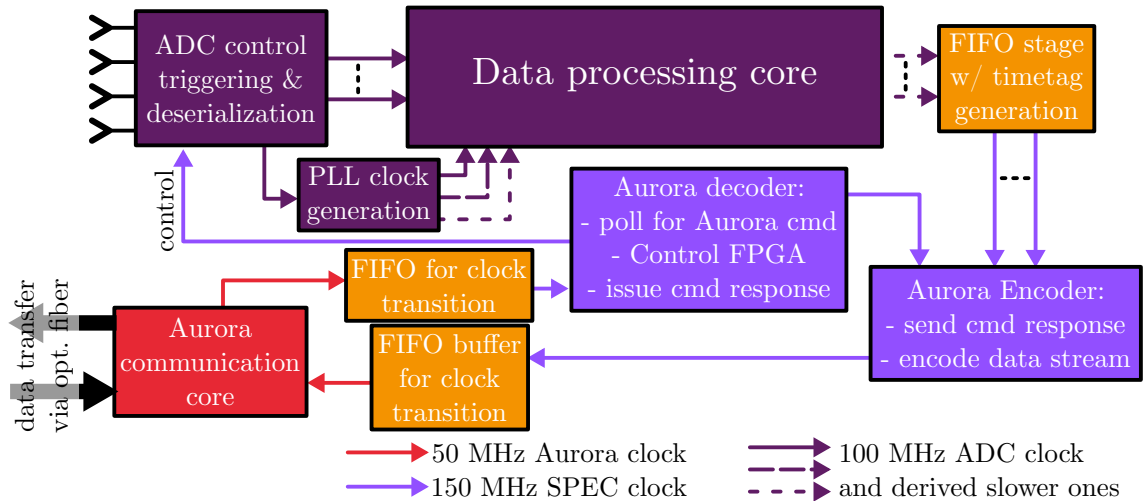 ADC control
triggering &
deserialization
Data processing core
FIFO stage
w/ timetag
generation
PLL clock
generation
control
Aurora decoder:
- poll for Aurora cmd
- Control FPGA
- issue cmd response
FIFO for clock
transition
Aurora Encoder:
- send cmd response
- encode data stream
Aurora
communication
core
FIFO buffer
for clock
transition
data transfer
via opt. fiber
50 MHz Aurora clock
150 MHz SPEC clock
100 MHz ADC clock
and derived slower ones